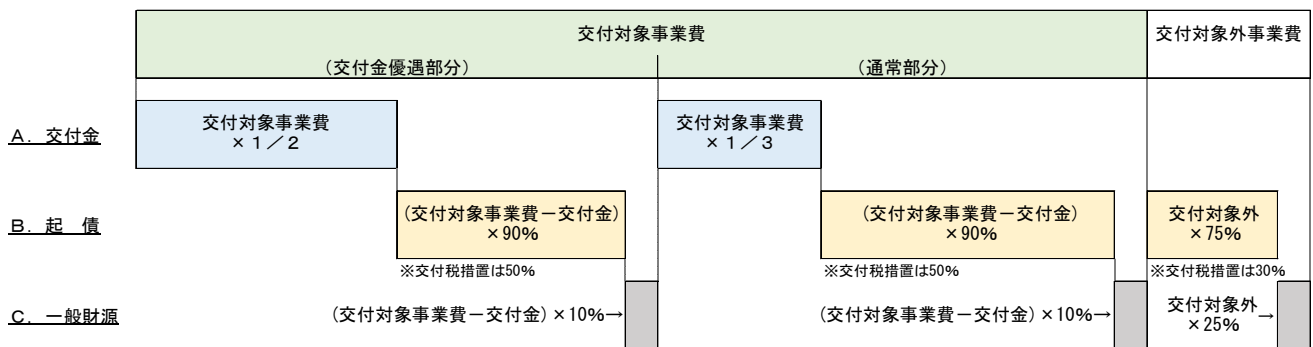 交付対象事業費
交付対象外事業費
(交付金優遇部分)
(通常部分)
A. 交付金
交付対象事業費
×1/2
交付対象事業費
×1/3
B. 起 債
(交付対象事業費-交付金)
×90%
(交付対象事業費-交付金)
×90%
交付対象外
×75%
※交付税措置は50%
※交付税措置は50%
※交付税措置は30%
C. 一般財源
(交付対象事業費-交付金)×10%→
(交付対象事業費-交付金)×10%→
交付対象外
×25%
→